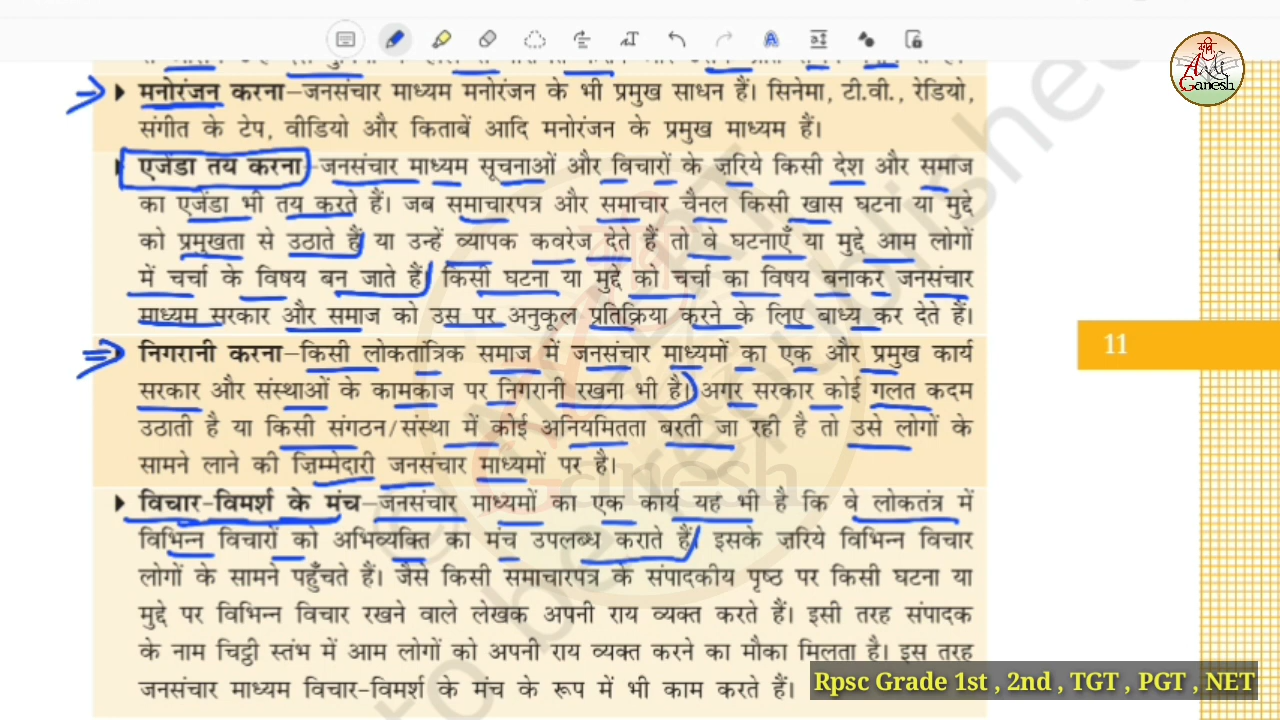 मनोरंजन करना–जनसंचार माध्यम मनोरंजन के भी प्रमुख साधन हैं। सिनेमा, टी.वी., रेडियो,
संगीत के टेप, वीडियो और किताबें आदि मनोरंजन के प्रमुख माध्यम हैं।
एजेंडा तय करना–जनसंचार माध्यम सूचनाओं और विचारों के ज़रिये किसी देश और समाज
का एजेंडा भी तय करते हैं। जब समाचारपत्र और समाचार चैनल किसी खास घटना या मुद्दे
को प्रमुखता से उठाते हैं या उन्हें व्यापक कवरेज देते हैं तो वे घटनाएँ या मुद्दे आम लोगों
में चर्चा के विषय बन जाते हैं। किसी घटना या मुद्दे को चर्चा का विषय बनाकर जनसंचार
माध्यम सरकार और समाज को उस पर अनुकूल प्रतिक्रिया करने के लिए बाध्य कर देते हैं।
निगरानी करना–किसी लोकतांत्रिक समाज में जनसंचार माध्यमों का एक और प्रमुख कार्य
सरकार और संस्थाओं के कामकाज पर निगरानी रखना भी है। अगर सरकार कोई गलत कदम
उठाती है या किसी संगठन/संस्था में कोई अनियमितता बरती जा रही है तो उसे लोगों के
सामने लाने की ज़िम्मेदारी जनसंचार माध्यमों पर है।
विचार-विमर्श के मंच–जनसंचार माध्यमों का एक कार्य यह भी है कि वे लोकतंत्र में
विभिन्न विचारों को अभिव्यक्ति का मंच उपलब्ध कराते हैं। इसके ज़रिये विभिन्न विचार
लोगों के सामने पहुँचते हैं। जैसे किसी समाचारपत्र के संपादकीय पृष्ठ पर किसी घटना या
मुद्दे पर विभिन्न विचार रखने वाले लेखक अपनी राय व्यक्त करते हैं। इसी तरह संपादक
के नाम चिट्ठी स्तंभ में आम लोगों को अपनी राय व्यक्त करने का मौका मिलता है। इस तरह
जनसंचार माध्यम विचार-विमर्श के मंच के रूप में भी काम करते हैं।
11
Ganesh
Rpsc Grade 1st , 2nd , TGT , PGT , NET